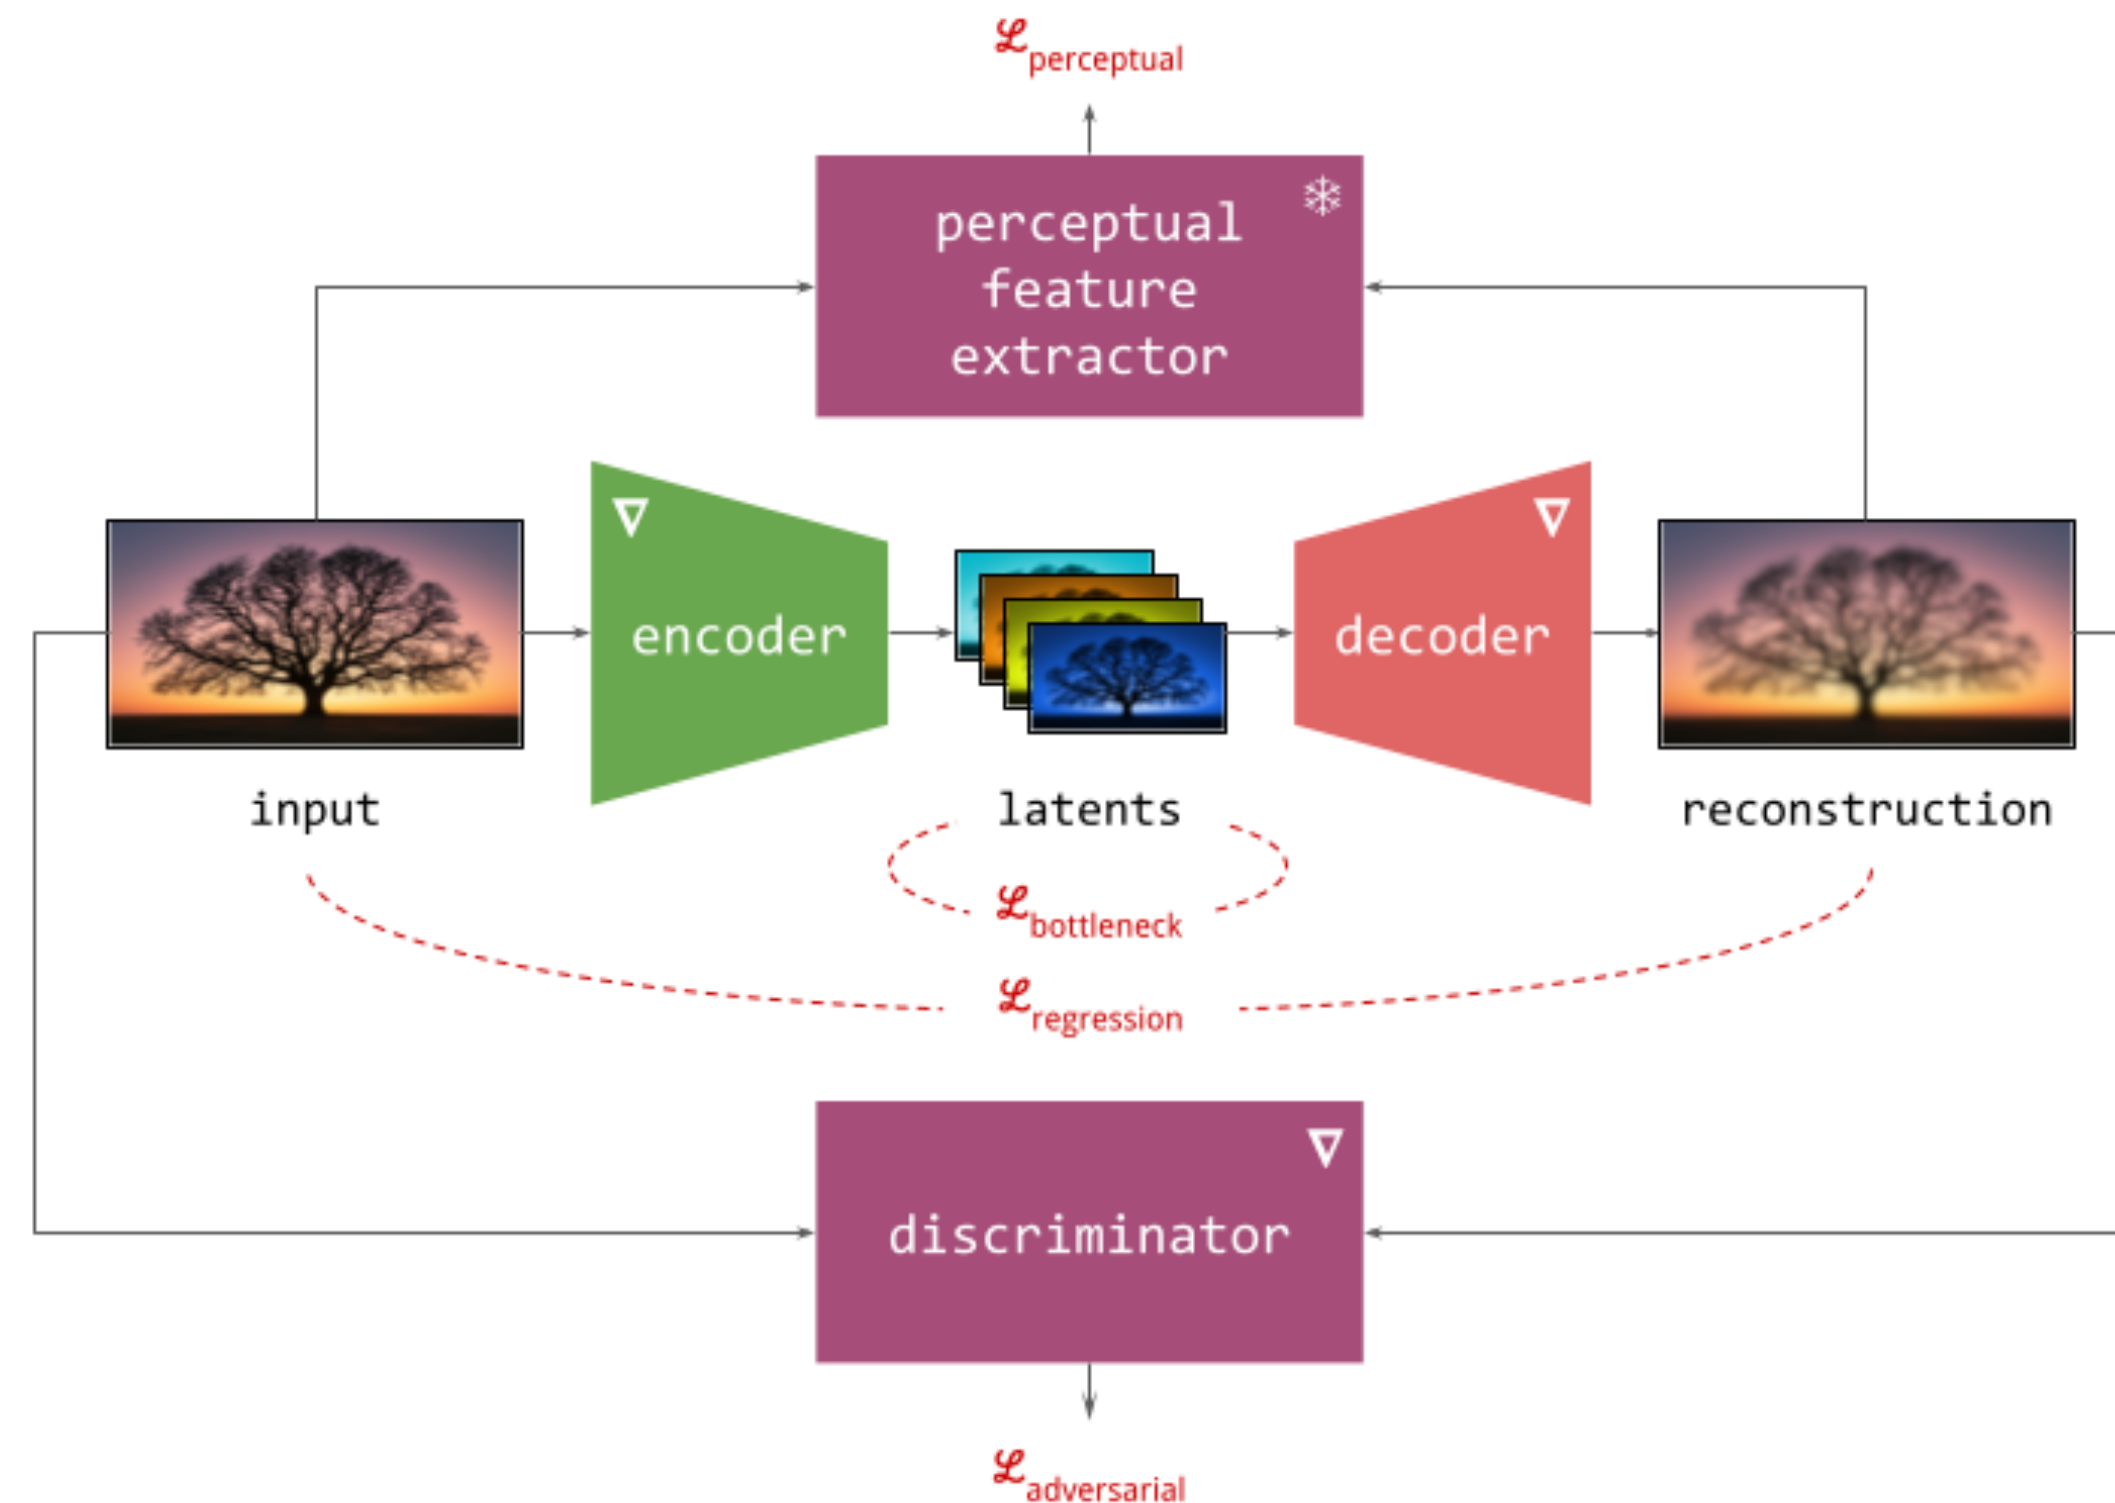 ℒperceptual
perceptual
feature
extractor
encoder
decoder
input
latents
reconstruction
ℒbottleneck
ℒregression
discriminator
ℒadversarial